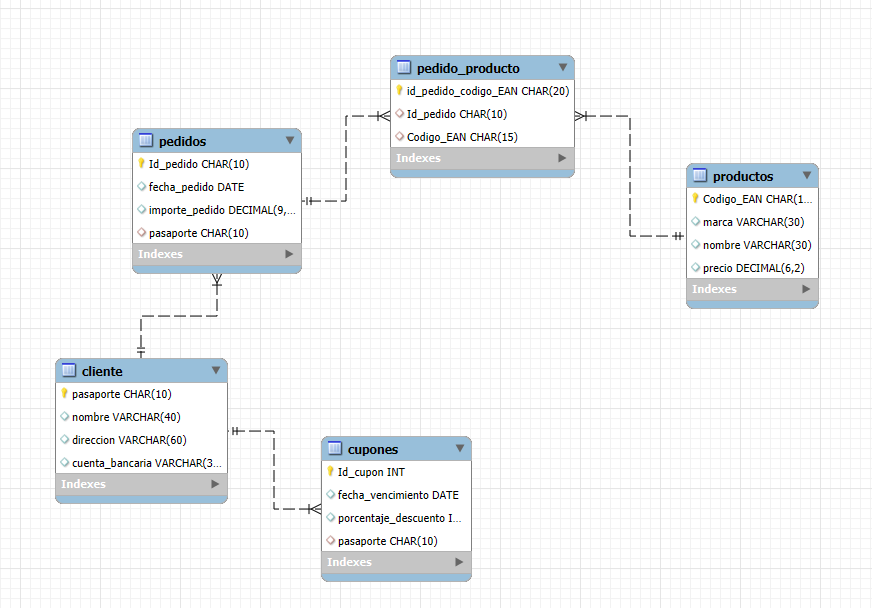 pedido_producto
id_pedido_codigo_EAN CHAR(20)
Id_pedido CHAR(10)
Codigo_EAN CHAR(15)
Indexes
pedidos
Id_pedido CHAR(10)
fecha_pedido DATE
importe_pedido DECIMAL(9,...
pasaporte CHAR(10)
Indexes
productos
Codigo_EAN CHAR(1...
marca VARCHAR(30)
nombre VARCHAR(30)
precio DECIMAL(6,2)
Indexes
cliente
pasaporte CHAR(10)
nombre VARCHAR(40)
direccion VARCHAR(60)
cuenta_bancaria VARCHAR(3...
Indexes
cupones
Id_cupon INT
fecha_vencimiento DATE
porcentaje_descuento I...
pasaporte CHAR(10)
Indexes